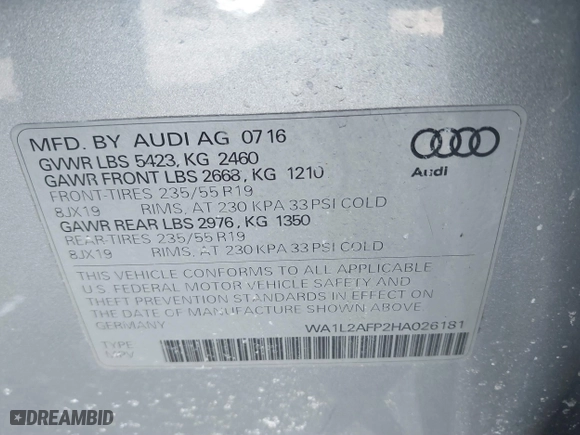 MFD. BY AUDI AG 0716
GVWR LBS 5423, KG 2460
GAWR FRONT LBS 2668, KG 1210
FRONT-TIRES 235/55 R19
8JX19 RIMS, AT 230 KPA 33 PSI COLD
GAWR REAR LBS 2976, KG 1350
REAR-TIRES 235/55 R19
8JX19 RIMS, AT 230 KPA 33 PSI COLD
THIS VEHICLE CONFORMS TO ALL APPLICABLE
U.S. FEDERAL MOTOR VEHICLE SAFETY AND
THEFT PREVENTION STANDARDS IN EFFECT ON
THE DATE OF MANUFACTURE SHOWN ABOVE.
GERMANY WA1L2AFP2HA026181
TYPE
MPV
Audi
DREAMBID